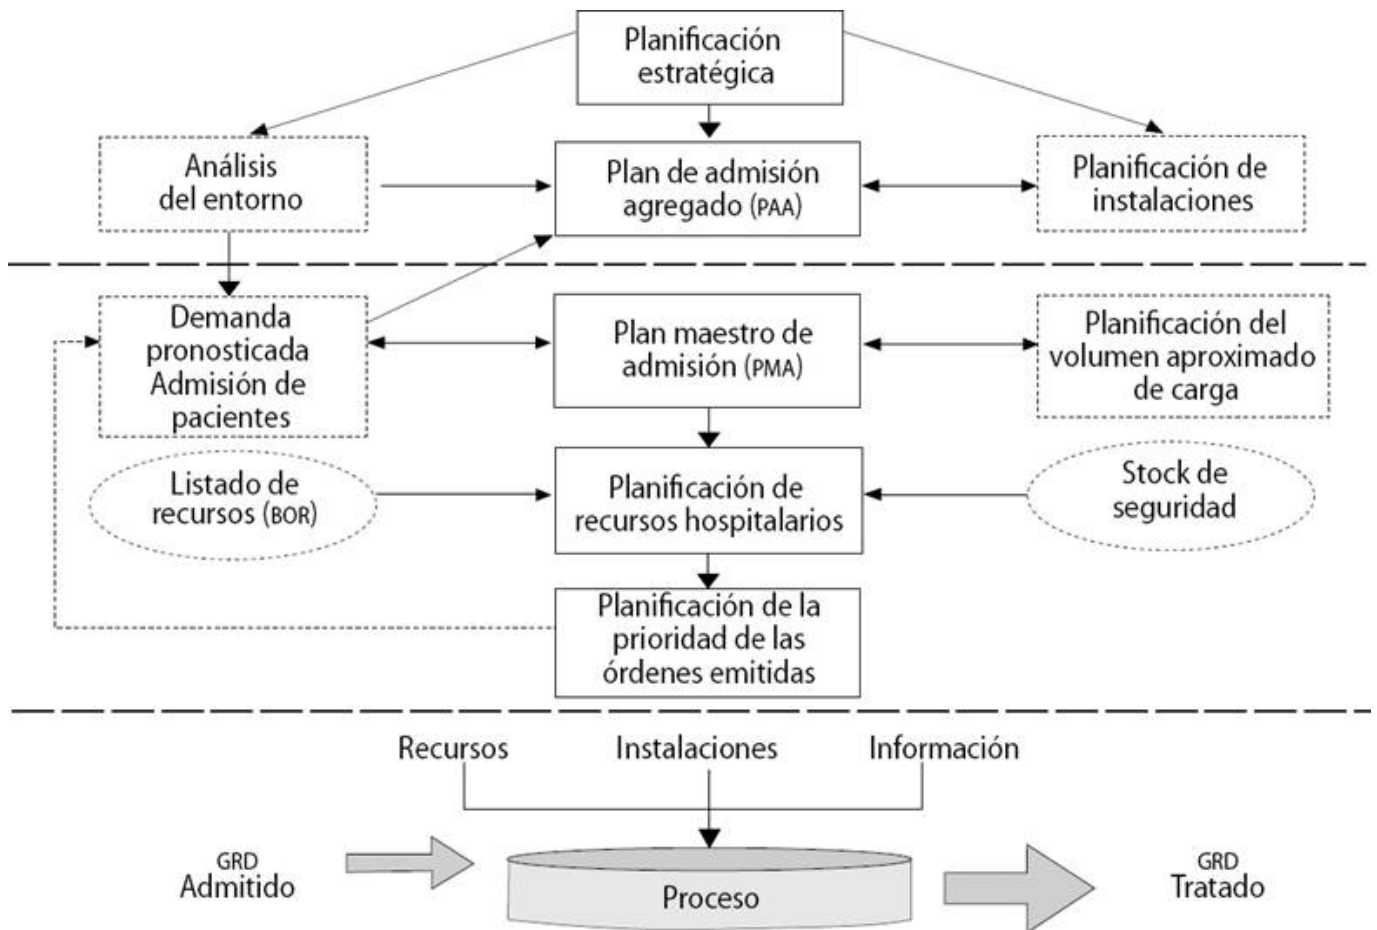 Planificación
estratégica
Análisis
del entorno
Plan de admisión
agregado (PAA)
Planificación de
instalaciones
Demanda
pronosticada
Admisión de
pacientes
Plan maestro de
admisión (PMA)
Planificación del
volumen aproximado
de carga
Listado de
recursos (BOR)
Planificación de
recursos hospitalarios
Stock de
seguridad
Planificación de la
prioridad de las
órdenes emitidas
Recursos
Instalaciones
Información
GRD
Admitido
Proceso
GRD
Tratado